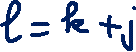 l = k + j